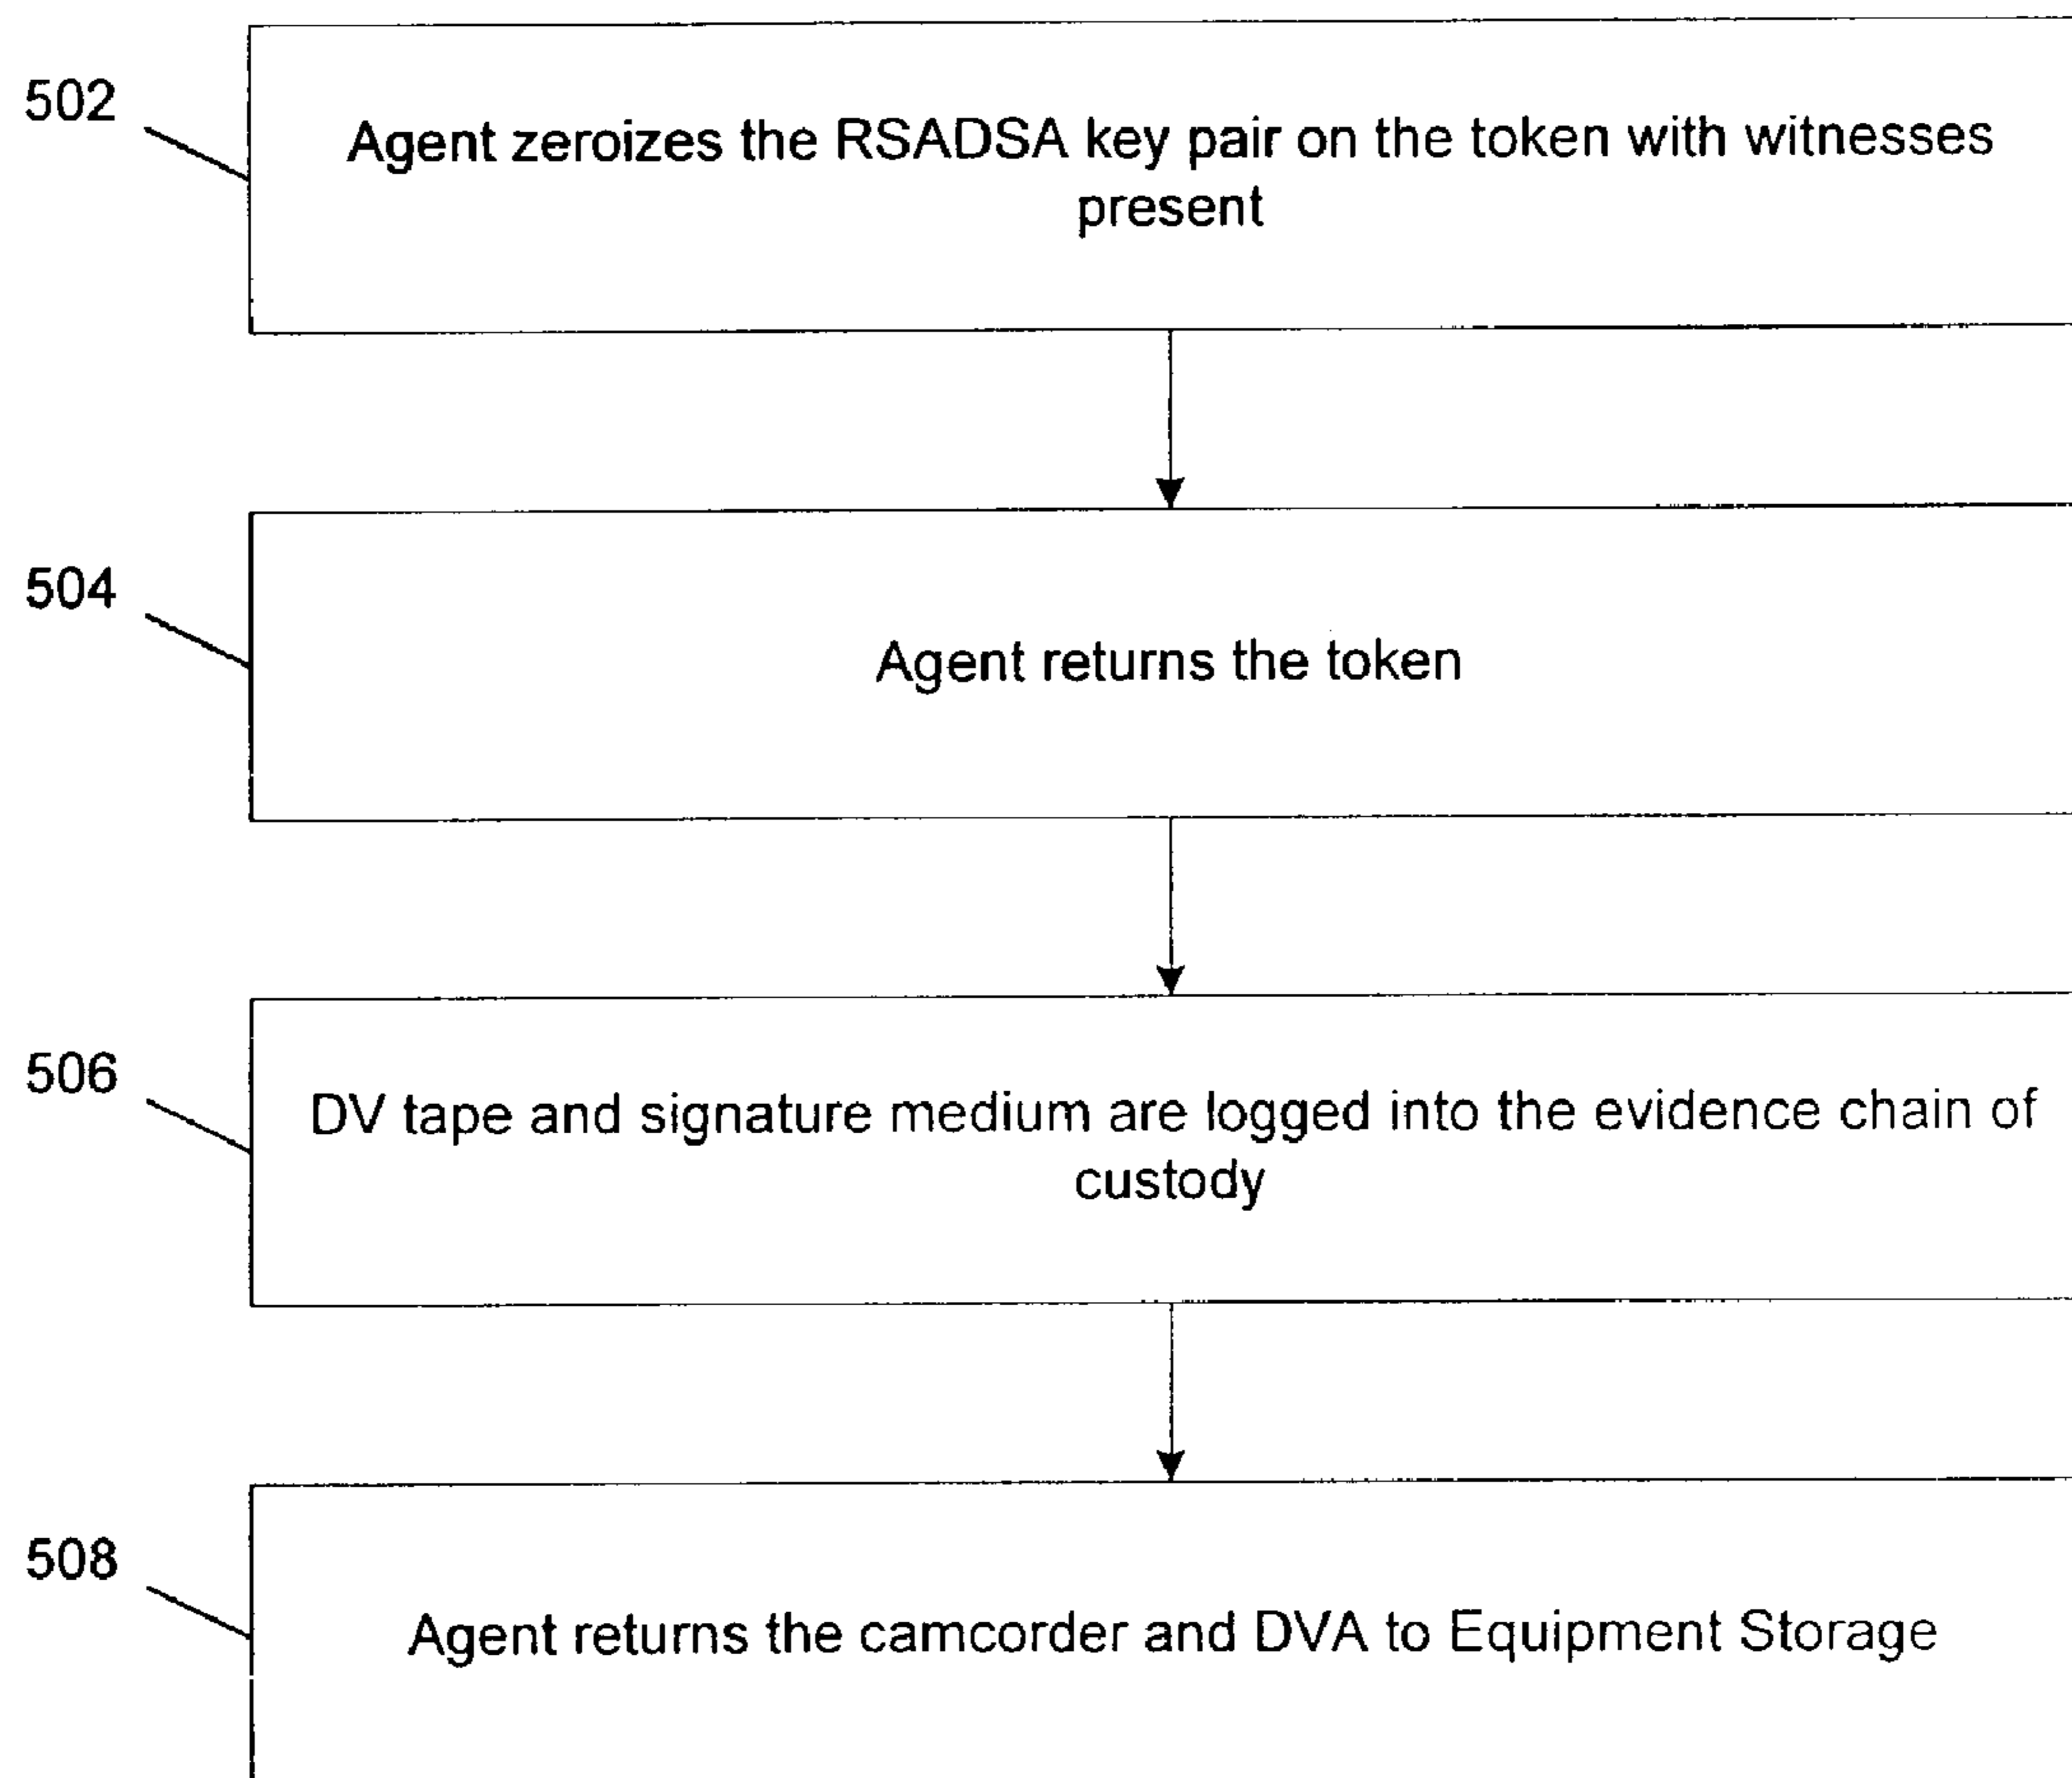 502
Agent zeroizes the RSADSA key pair on the token with witnesses
present
504
Agent returns the token
506
DV tape and signature medium are logged into the evidence chain of
custody
508
Agent returns the camcorder and DVA to Equipment Storage